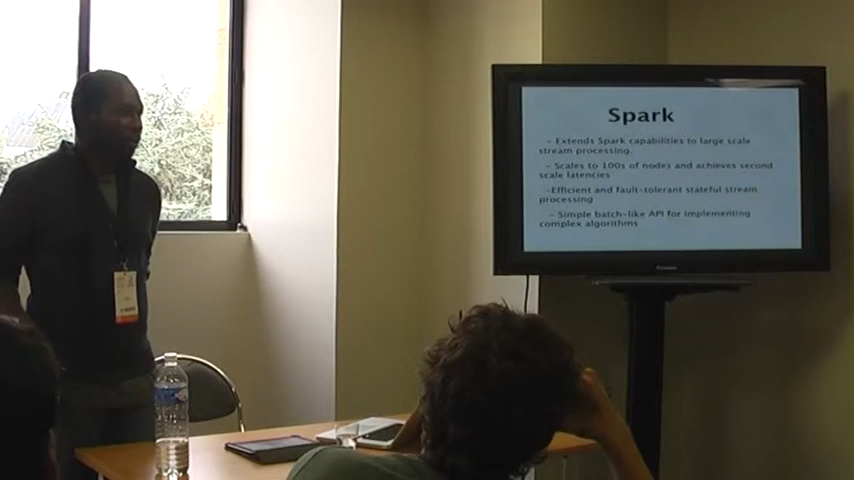 Spark
- Extends Spark capabilities to large scale
stream processing.
- Scales to 100s of nodes and achieves second
scale latencies
-Efficient and fault-tolerant stateful stream
processing
- Simple batch-like API for implementing
complex algorithms
Panasonic